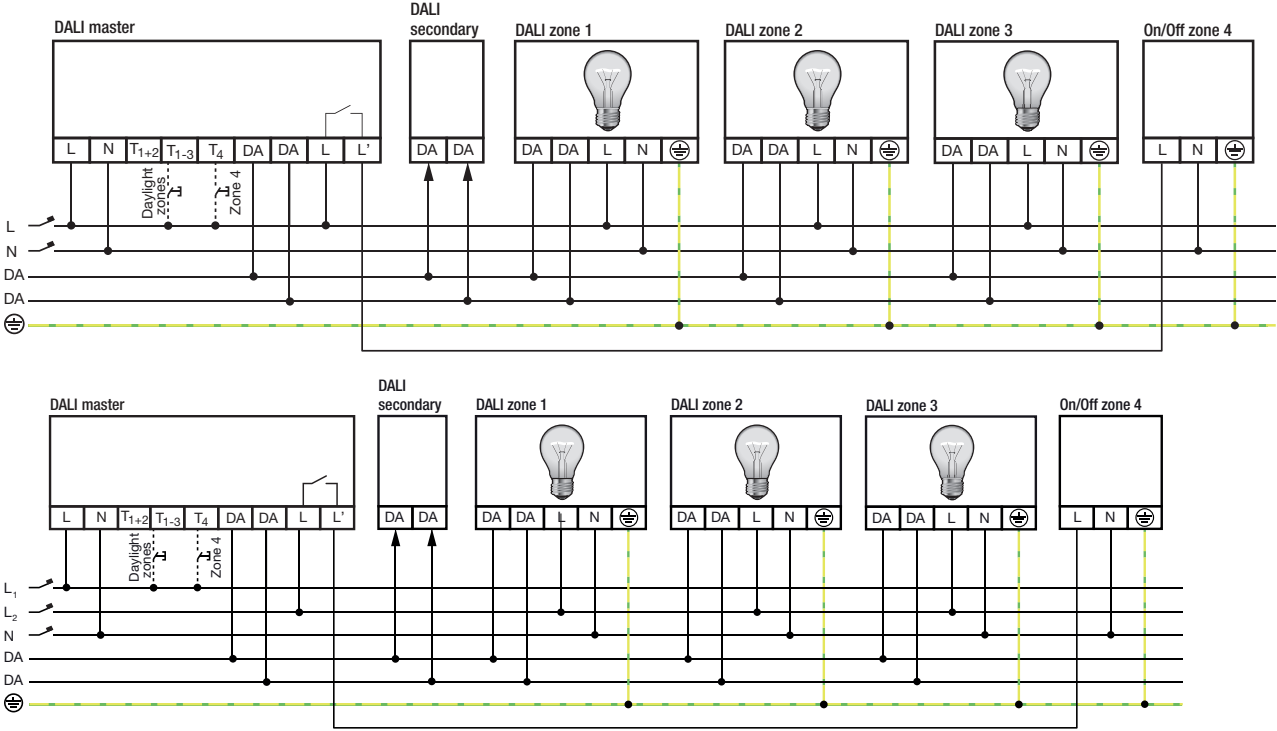 DALI master
DALI
secondary
DALI zone 1
DALI zone 2
DALI zone 3
On/Off zone 4
L N T1+2 T1-3 T4 DA DA L L’
DA DA
DA DA L N
DA DA L N
DA DA L N
L N
Daylight
zones
Zone 4
L
N
DA
DA
DALI master
DALI
secondary
DALI zone 1
DALI zone 2
DALI zone 3
On/Off zone 4
L N T1+2 T1-3 T4 DA DA L L’
DA DA
DA DA L N
DA DA L N
DA DA L N
L N
Daylight
zones
Zone 4
L1
L2
N
DA
DA